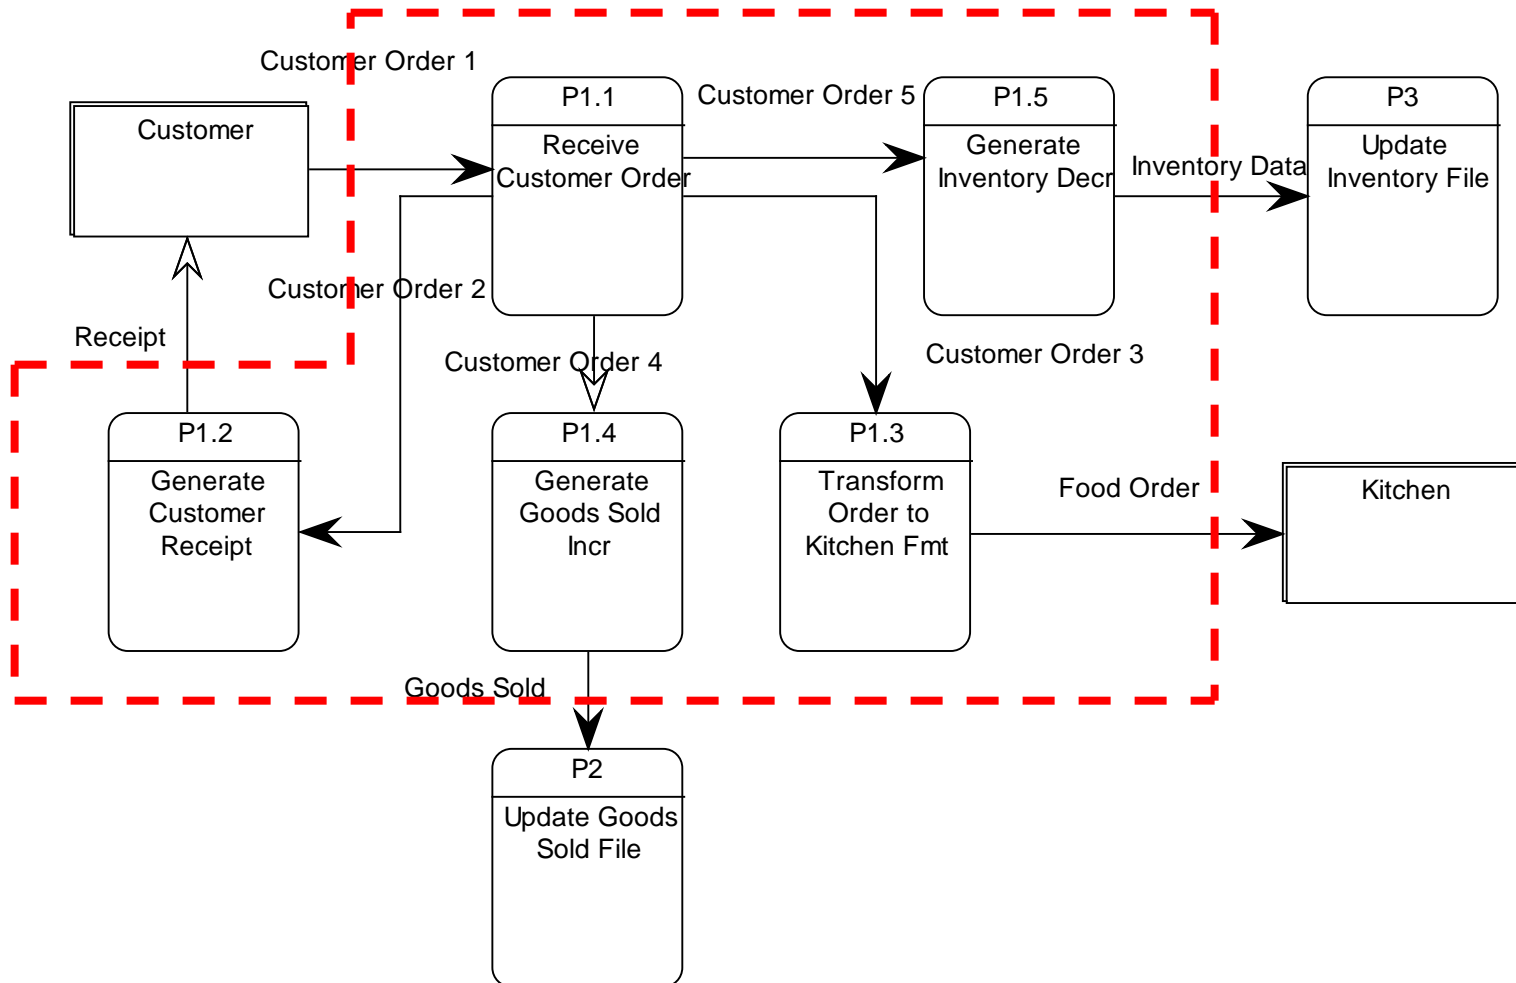 Customer Order 1
Customer
P1.1
Receive
Customer Order
Customer Order 5
P1.5
Generate
Inventory Decr
Inventory Data
P3
Update
Inventory File
Customer Order 2
Receipt
Customer Order 4
Customer Order 3
P1.2
Generate
Customer
Receipt
P1.4
Generate
Goods Sold
Incr
P1.3
Transform
Order to
Kitchen Fmt
Food Order
Kitchen
Goods Sold
P2
Update Goods
Sold File